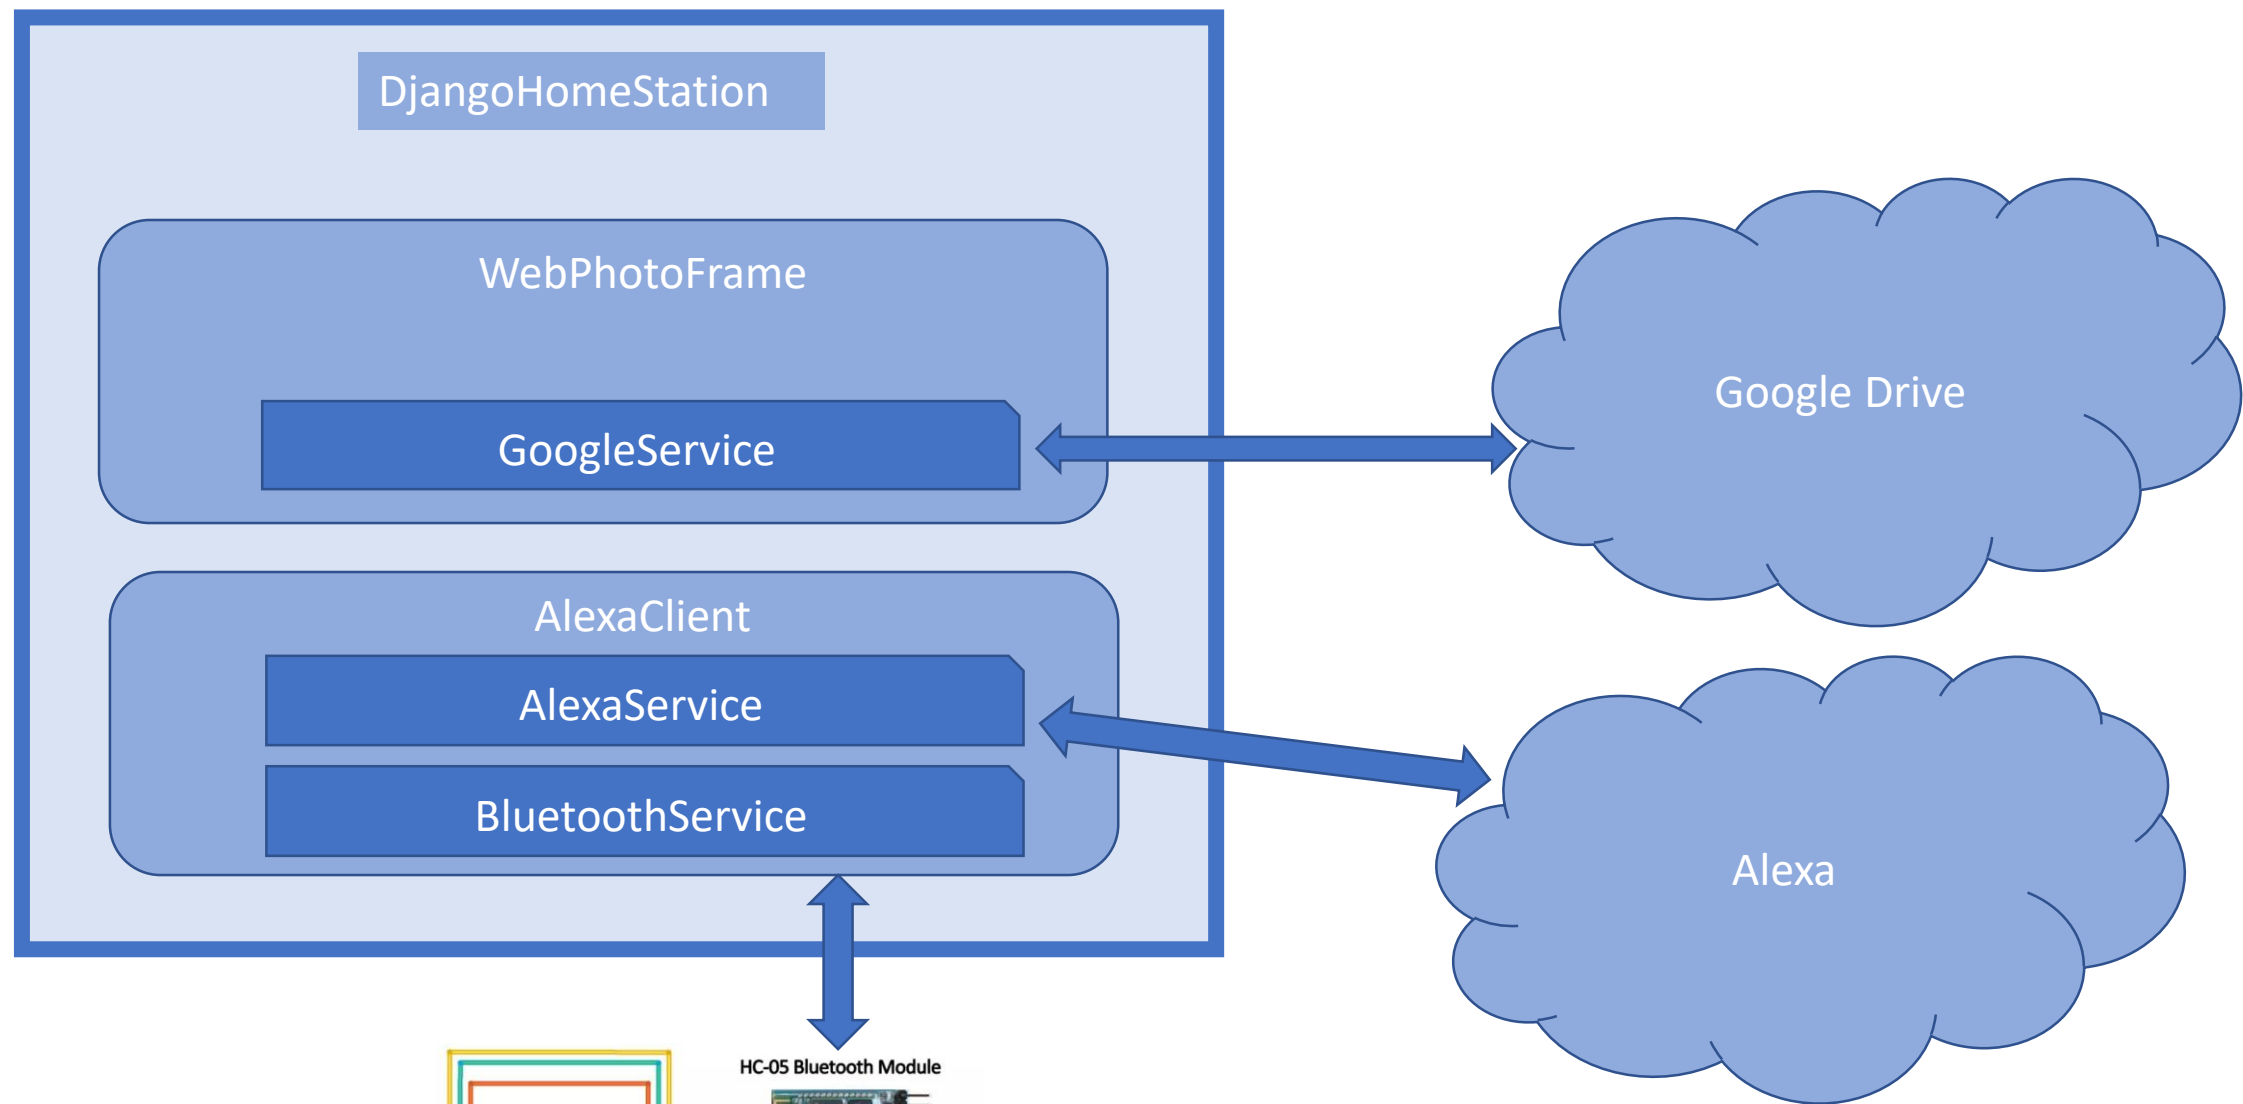 DjangoHomeStation
WebPhotoFrame
GoogleService
Google Drive
AlexaClient
AlexaService
BluetoothService
Alexa
HC-05 Bluetooth Module